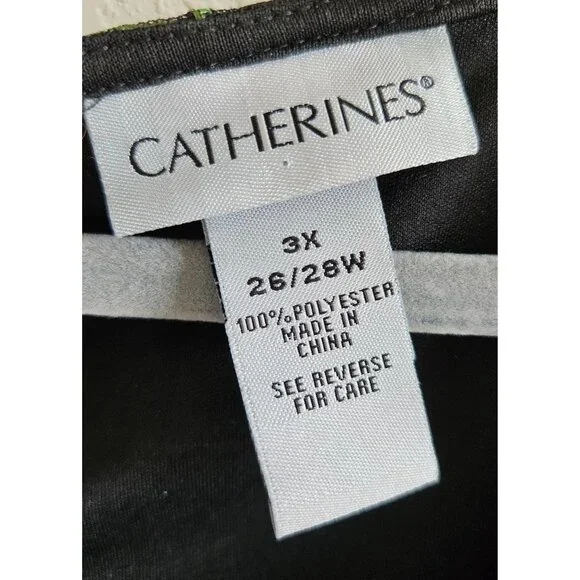 CATHERINES®
3X
26/28W
100% POLYESTER
MADE IN
CHINA
SEE REVERSE
FOR CARE